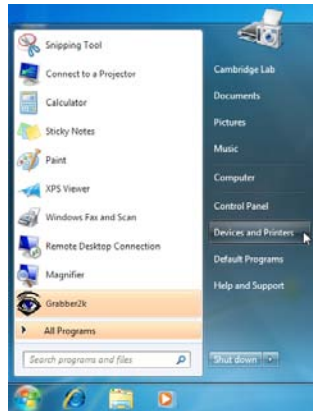 Snipping Tool
Connect to a Projector
Calculator
Sticky Notes
Paint
XPS Viewer
Windows Fax and Scan
Remote Desktop Connection
Magnifier
Grabber2k
All Programs
Search programs and files
Cambridge Lab
Documents
Pictures
Music
Computer
Control Panel
Devices and Printers
Default Programs
Help and Support
Shut down